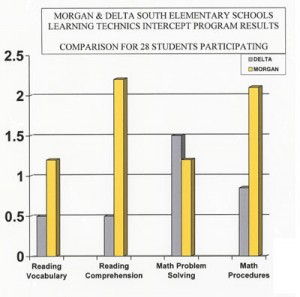 MORGAN & DELTA SOUTH ELEMENTARY SCHOOLS
LEARNING TECHNICS INTERCEPT PROGRAM RESULTS
COMPARISON FOR 28 STUDENTS PARTICIPATING
DELTA
MORGAN
2.5
2
1.5
1
0.5
0
Reading Vocabulary
Reading Comprehension
Math Problem Solving
Math Procedures